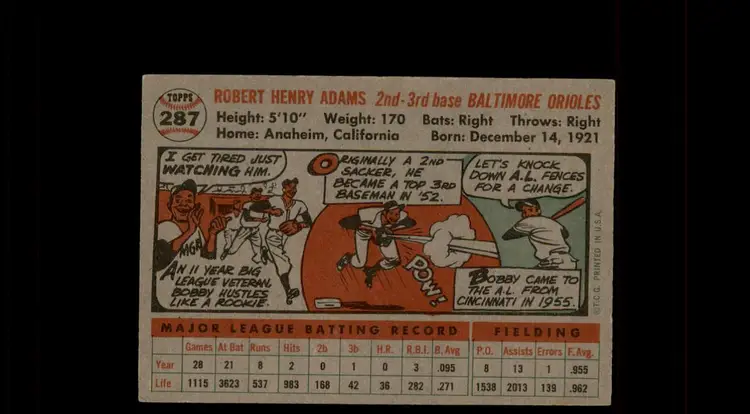 TOPPS
287
ROBERT HENRY ADAMS 2nd-3rd base BALTIMORE ORIOLES
Height: 5'10" Weight: 170 Bats: Right Throws: Right
Home: Anaheim, California Born: December 14, 1921
I GET TIRED JUST
WATCHING HIM.
AN 11 YEAR BIG
LEAGUE VETERAN,
BOBBY HUSTLES
LIKE A ROOKIE.
ORIGINALLY A 2ND
SACKER, HE
BECAME A TOP 3RD
BASEMAN IN '52.
POW!
LET'S KNOCK
DOWN A.L. FENCES
FOR A CHANGE.
BOBBY CAME TO
THE A.L. FROM
CINCINNATI IN 1955.
©T.C.G. PRINTED IN U.S.A.
MAJOR LEAGUE BATTING RECORD FIELDING
Games At Bat Runs Hits 2b 3b H.R. R.B.I. B. Avg P.O. Assists Errors F. Avg.
Year 28 21 8 2 0 1 0 3 .095 8 13 1 .955
Life 1115 3623 537 983 168 42 36 282 .271 1538 2013 139 .962